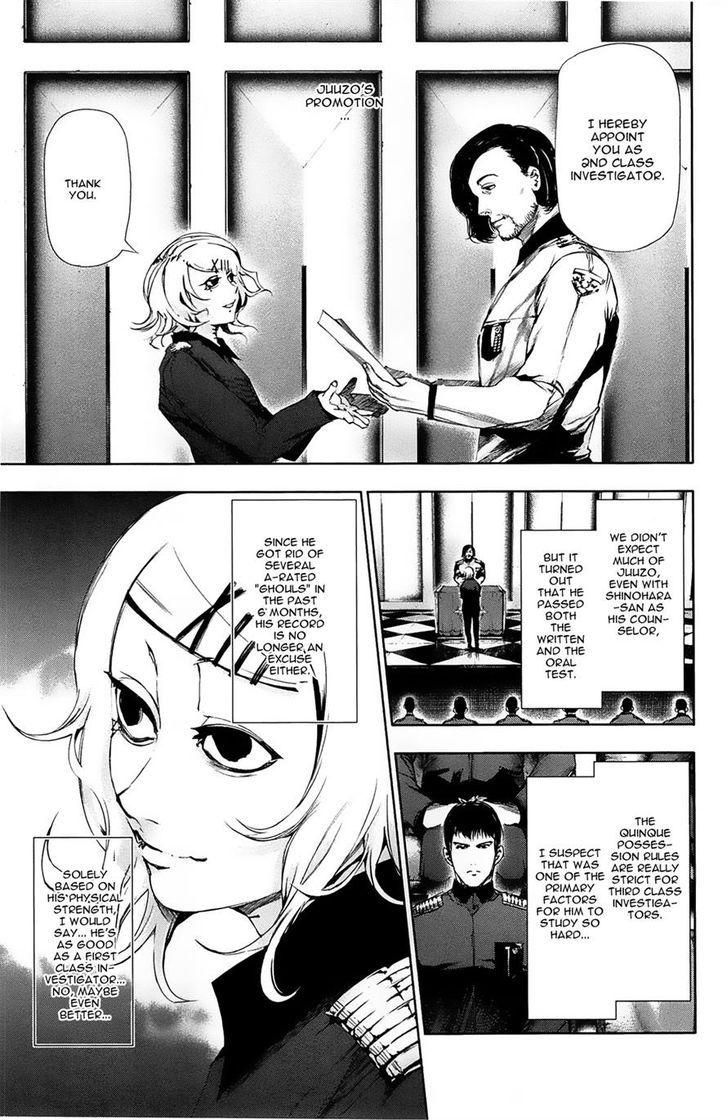 I HEREBY
APPOINT
YOU AS
2ND CLASS
INVESTIGATOR.
JUUZO'S
PROMOTION
...
THANK
YOU.
WE DIDN'T
EXPECT
MUCH OF
JUUZO,
EVEN WITH
SHINOHARA
-SAN AS
HIS COUN-
SELOR,
BUT IT
TURNED
OUT
THAT HE
PASSED
BOTH
THE
WRITTEN
AND THE
ORAL
TEST.
SINCE HE
GOT RID OF
SEVERAL
A-RATED
"GHOULS" IN
THE PAST
6 MONTHS,
HIS RECORD
IS NO
LONGER AN
EXCUSE
EITHER.
THE
QUINQUE
POSSES-
SION RULES
ARE REALLY
STRICT FOR
THIRD CLASS
INVESTIGA-
TORS.
I SUSPECT
THAT WAS
ONE OF THE
PRIMARY
FACTORS
FOR HIM TO
STUDY SO
HARD...
SOLELY
BASED ON
HIS PHYSICAL
STRENGTH,
I WOULD
SAY... HE'S
AS GOOD
AS A FIRST
CLASS IN-
VESTIGATOR...
NO, MAYBE
EVEN
BETTER...